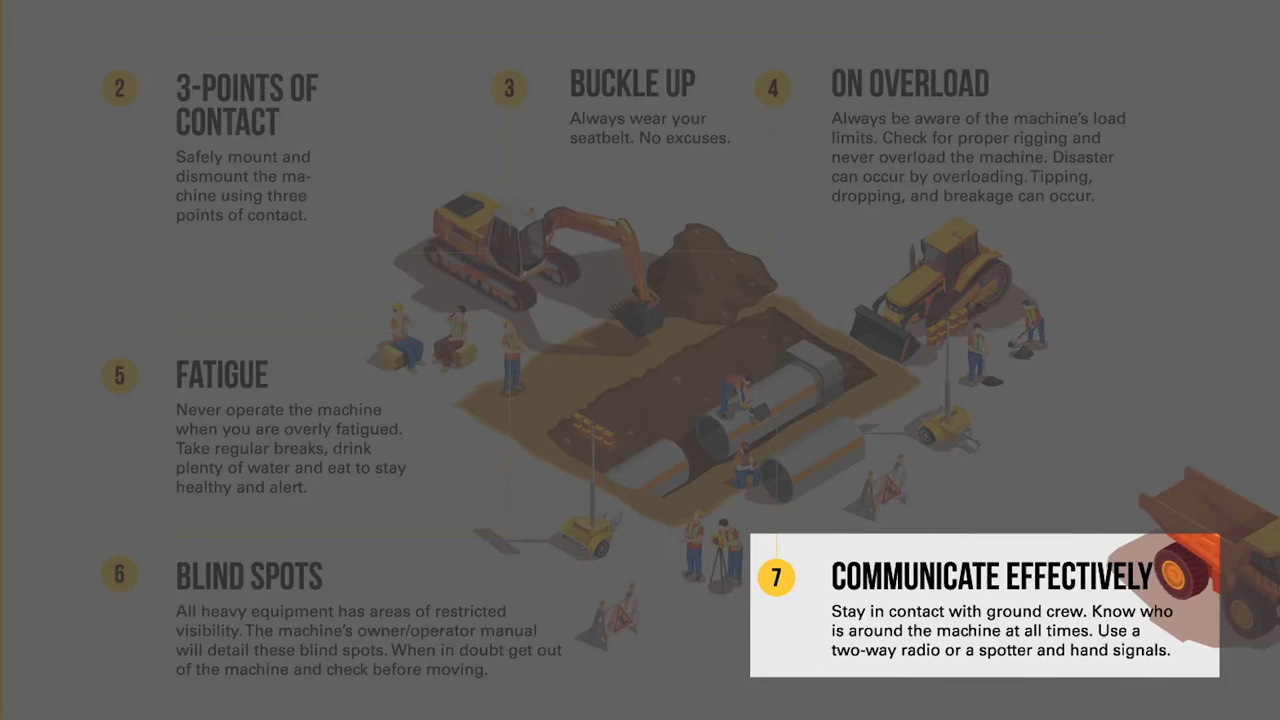 2
3-POINTS OF
CONTACT
Safely mount and
dismount the ma-
chine using three
points of contact.
3
BUCKLE UP
Always wear your
seatbelt. No excuses.
4
ON OVERLOAD
Always be aware of the machine's load
limits. Check for proper rigging and
never overload the machine. Disaster
can occur by overloading. Tipping,
dropping, and breakage can occur.
5
FATIGUE
Never operate the machine
when you are overly fatigued.
Take regular breaks, drink
plenty of water and eat to stay
healthy and alert.
6
BLIND SPOTS
All heavy equipment has areas of restricted
visibility. The machine's owner/operator manual
will detail these blind spots. When in doubt get out
of the machine and check before moving.
7
COMMUNICATE EFFECTIVELY
Stay in contact with ground crew. Know who
is around the machine at all times. Use a
two-way radio or a spotter and hand signals.